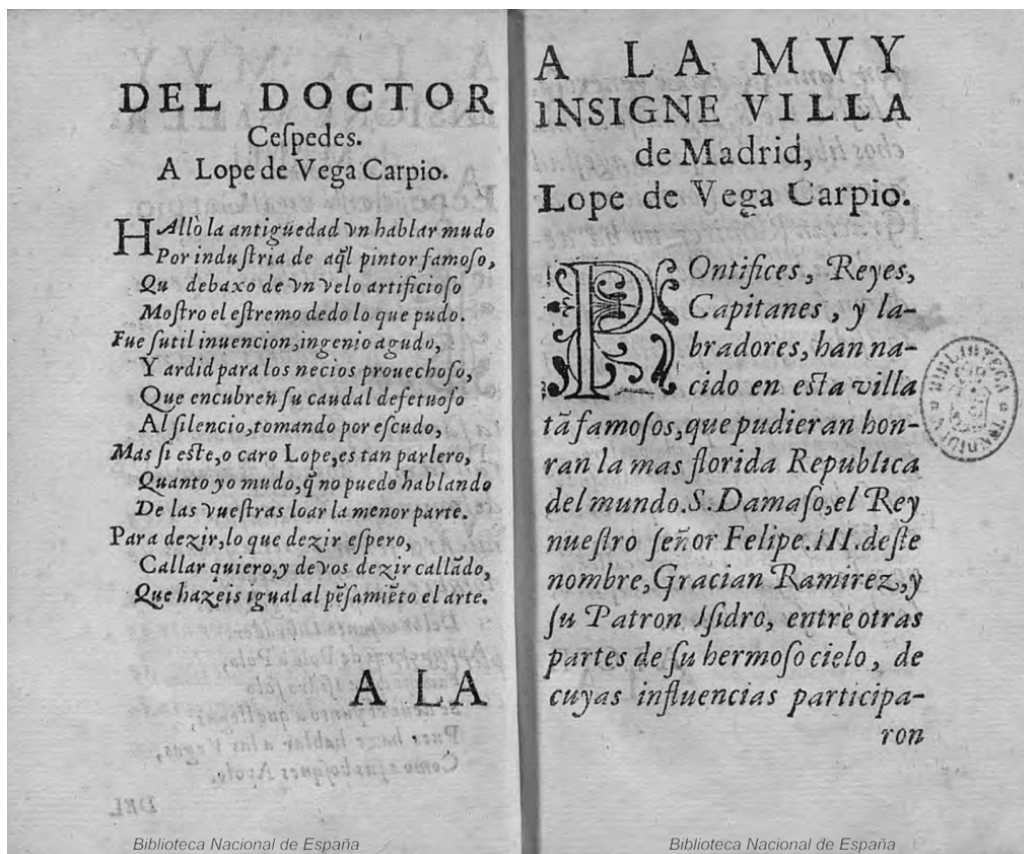 DEL DOCTOR
Ceſpedes.
A Lope de Vega Carpio.
HAllò la antigüedad vn hablar mudo
Por induſtria de aq̃l pintor famoſo,
Qu debaxo de vn velo artificioſo
Moſtro el eſtremo dedo lo que pudo.
Fue ſutil inuencion, ingenio agudo,
Y ardid para los necios prouechoſo,
Que encubren ſu caudal defetuoſo
Al ſilencio, tomando por eſcudo,
Mas ſi eſte, o caro Lope, es tan parlero,
Quanto yo mudo, q̃ no puedo hablando
De las vueſtras loar la menor parte.
Para dezir, lo que dezir eſpero,
Callar quiero, y de vos dezir callãdo,
Que hazeis igual al pẽſamiẽto el arte.
A LA
A LA MVY
INSIGNE VILLA
de Madrid,
Lope de Vega Carpio.
POntifices, Reyes,
Capitanes, y la-
bradores, han na-
cido en eſta villa
tã famoſos, que pudieran hon-
ran la mas florida Republica
del mundo. S. Damaſo, el Rey
nueſtro ſeñor Felipe. III. deſte
nombre, Gracian Ramirez, y
ſu Patron Iſidro, entre otras
partes de ſu hermoſo cielo, de
cuyas influencias participa-
ron
BIBLIOTECA
Biblioteca Nacional de España
Biblioteca Nacional de España